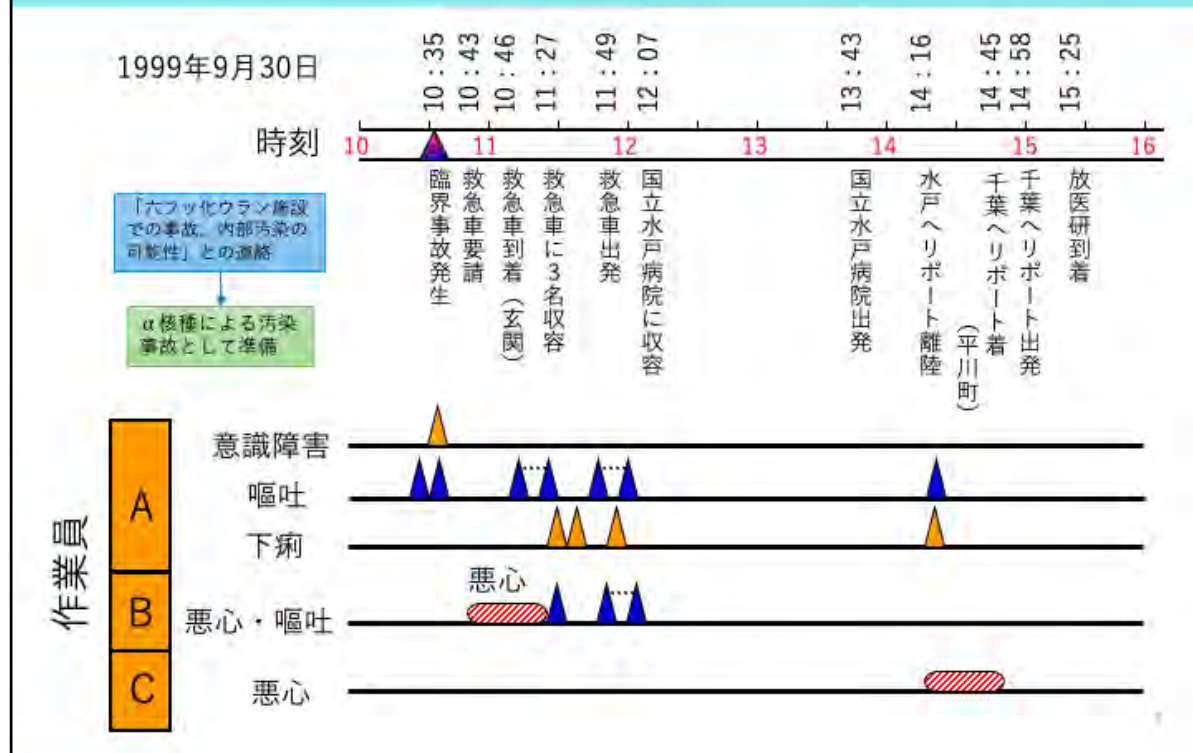 1999年9月30日
10：35
10：43
10：46
11：27
11：49
12：07
13：43
14：16
14：45
14：58
15：25
時刻
10
11
12
13
14
15
16
臨界事故発生
救急車要請
救急車到着（玄関）
救急車に３名収容
救急車出発
国立水戸病院に収容
国立水戸病院出発
水戸ヘリポート離陸
（平川町）
千葉ヘリポート着
千葉ヘリポート出発
放医研到着
「六フッ化ウラン施設
での事故、内部汚染の
可能性」との連絡
α核種による汚染
事故として準備
作業員
A
意識障害
嘔吐
下痢
B
悪心
悪心・嘔吐
C
悪心